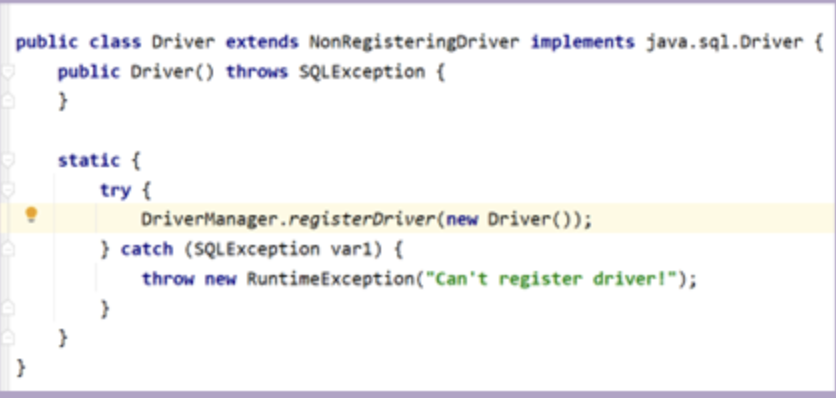 public class Driver extends NonRegisteringDriver implements java.sql.Driver {
    public Driver() throws SQLException {
    }

    static {
        try {
            DriverManager.registerDriver(new Driver());
        } catch (SQLException var1) {
            throw new RuntimeException("Can't register driver!");
        }
    }
}